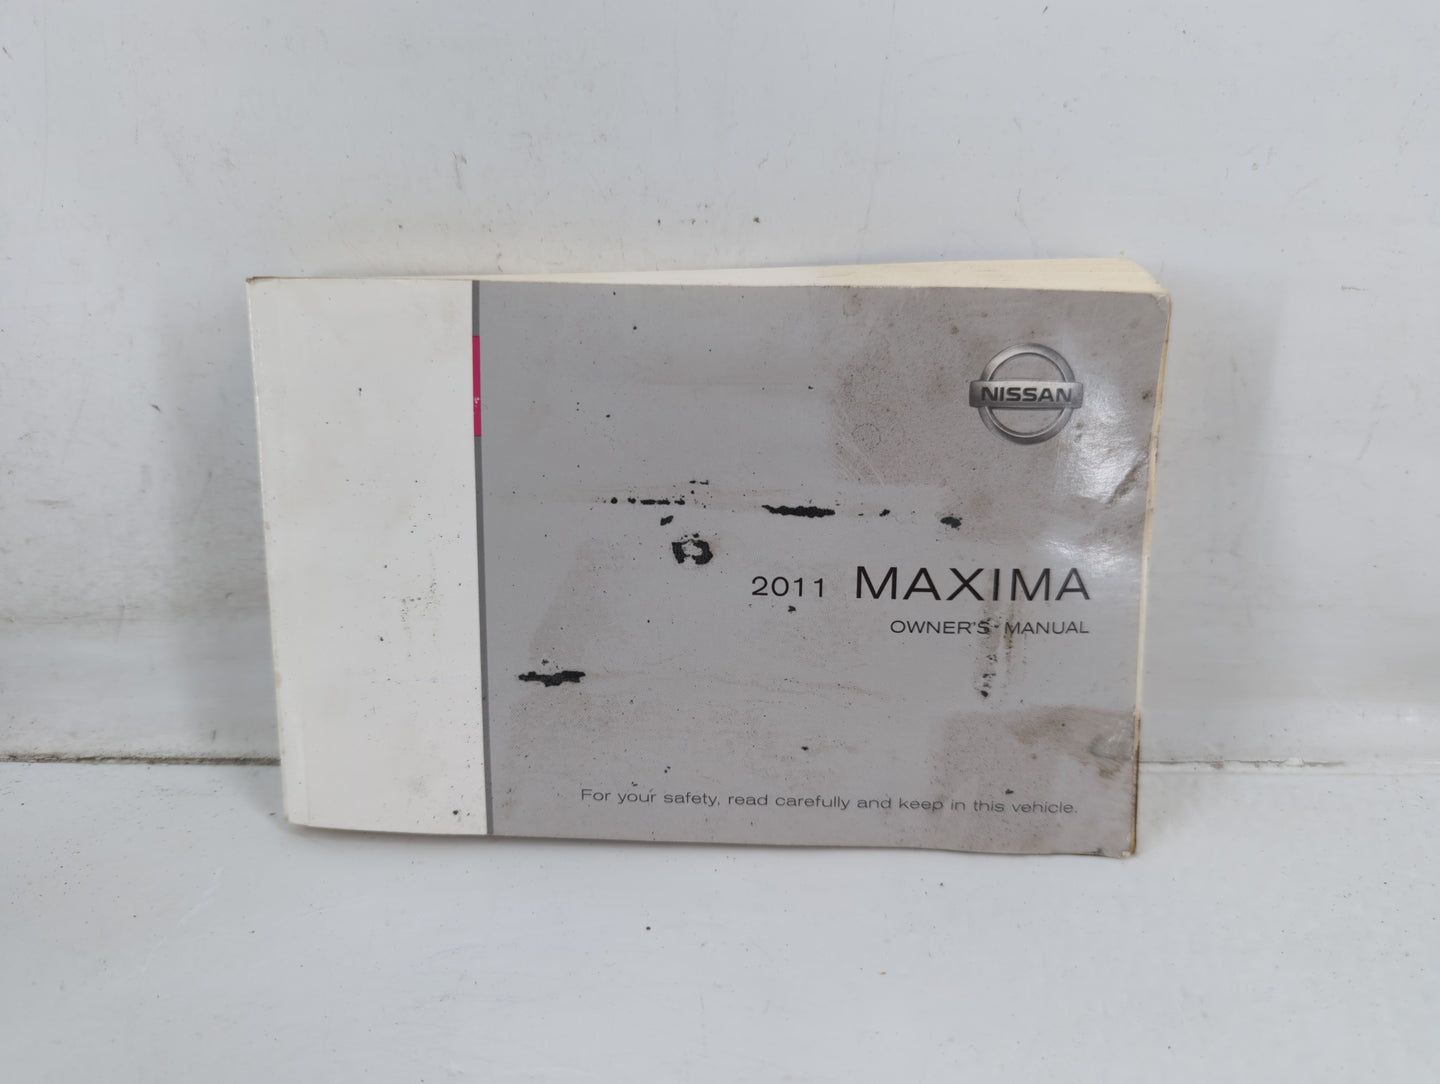 NISSAN
2011 MAXIMA
OWNER'S MANUAL
For your safety, read carefully and keep in this vehicle.